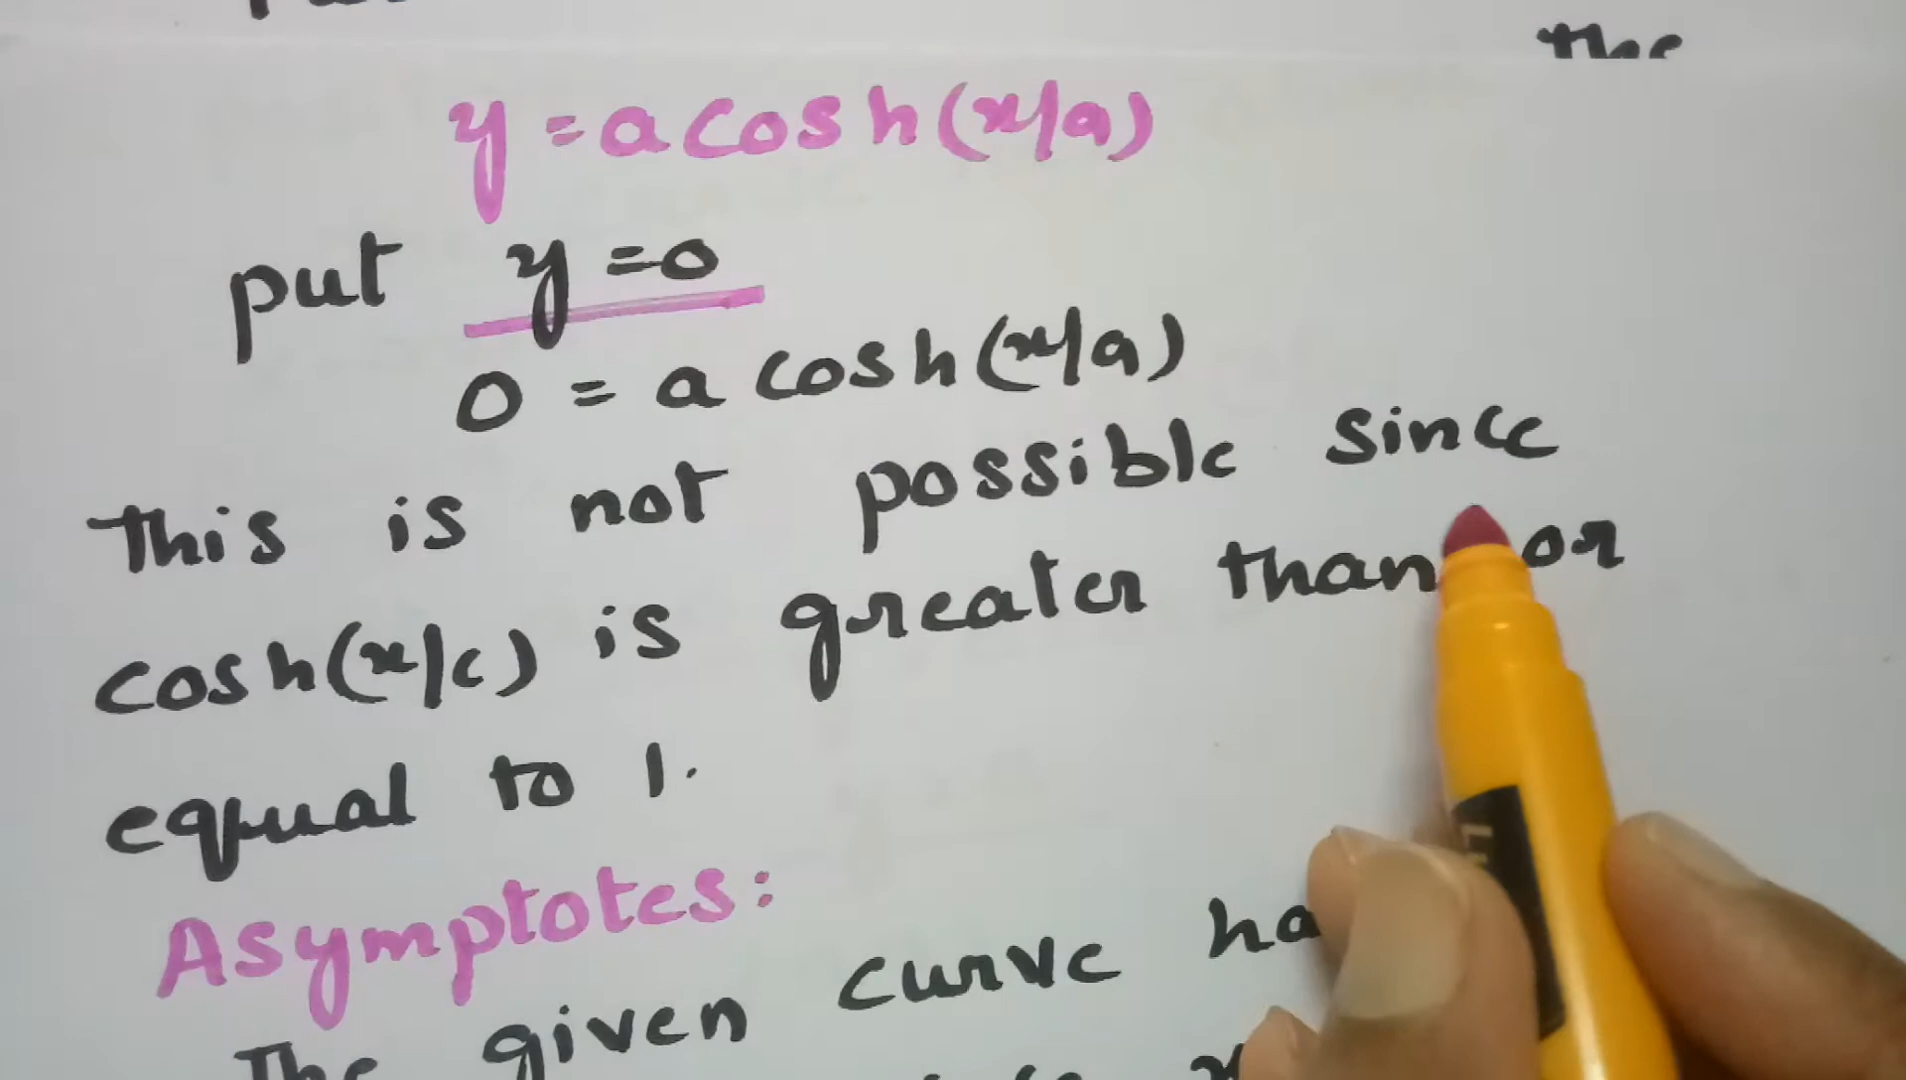 the
y = a cosh(x/a)
put y = 0
0 = a cosh(x/a)
This is not possible since
cosh(x/c) is greater than or
equal to 1.
Asymptotes:
The given curve ha